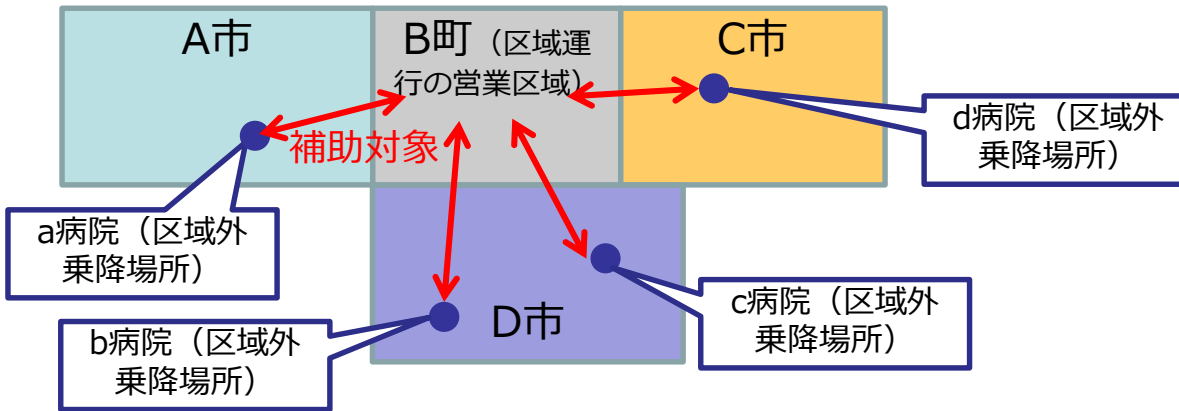 A市
B町（区域運
行の営業区域）
C市
補助対象
d病院（区域外
乗降場所）
a病院（区域外
乗降場所）
D市
c病院（区域外
乗降場所）
b病院（区域外
乗降場所）